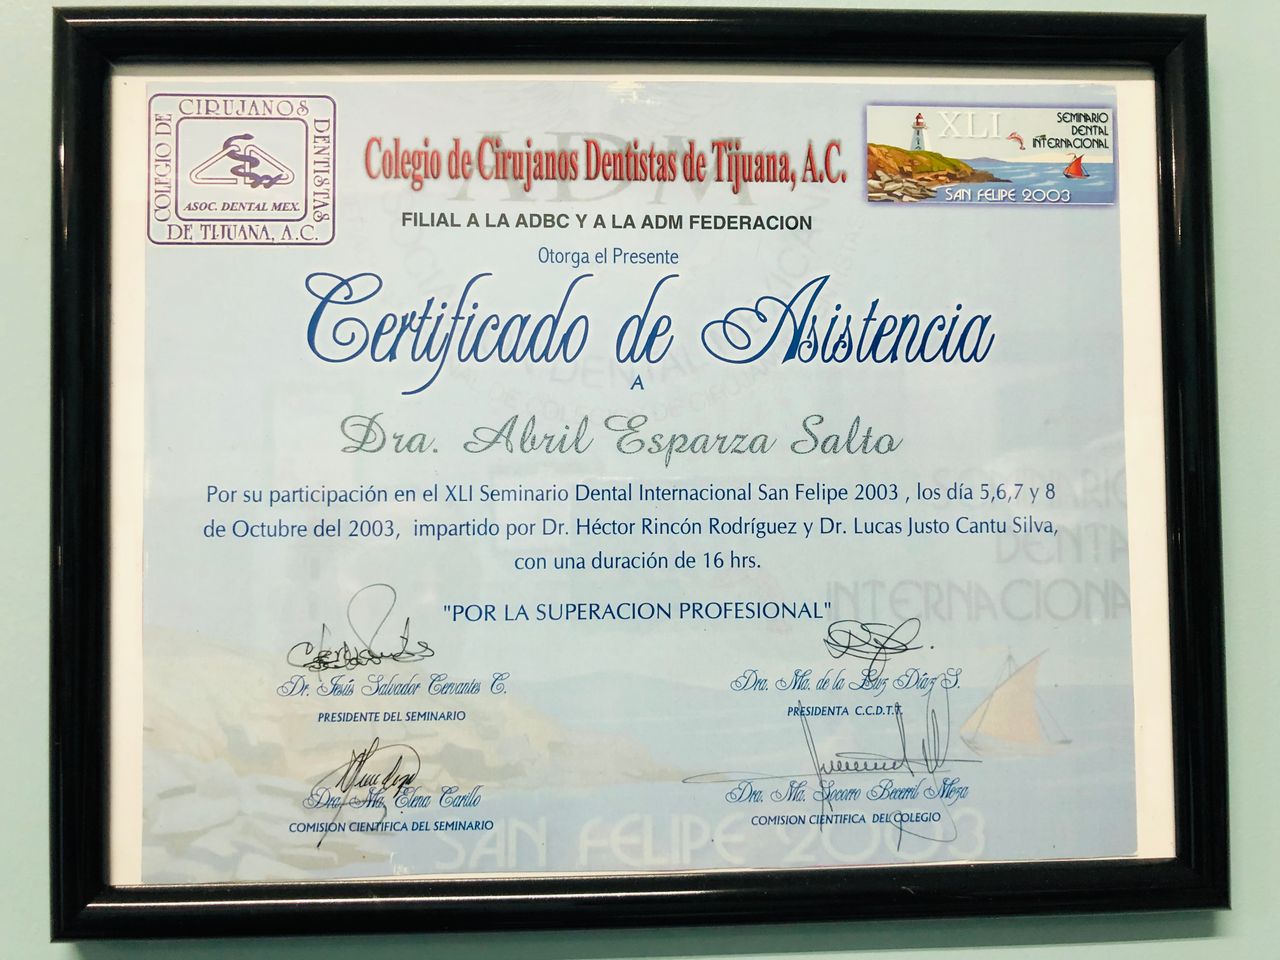 COLEGIO DE
CIRUJANOS
DENTISTAS
DE TIJUANA, A.C.
ASOC. DENTAL MEX.
ADM
Colegio de Cirujanos Dentistas de Tijuana, A.C.
FILIAL A LA ADBC Y A LA ADM FEDERACION
XLI
SEMINARIO
DENTAL
INTERNACIONAL
SAN FELIPE 2003
Otorga el Presente
Certificado de Asistencia
A
Dra. Abril Esparza Salto
Por su participación en el XLI Seminario Dental Internacional San Felipe 2003 , los día 5,6,7 y 8
de Octubre del 2003, impartido por Dr. Héctor Rincón Rodríguez y Dr. Lucas Justo Cantu Silva,
con una duración de 16 hrs.
SEMINARIO
DENTA
INTERNACIONA
"POR LA SUPERACION PROFESIONAL"
Dr. Jesús Salvador Cervantes C.
PRESIDENTE DEL SEMINARIO
Dra. Ma. de la Luz Díaz S.
PRESIDENTA C.C.D.T.T.
Dra. Ma. Elena Carillo
COMISION CIENTIFICA DEL SEMINARIO
Dra. Ma. Socorro Becerril Meza
COMISION CIENTIFICA DEL COLEGIO
SAN FELIPE 2003